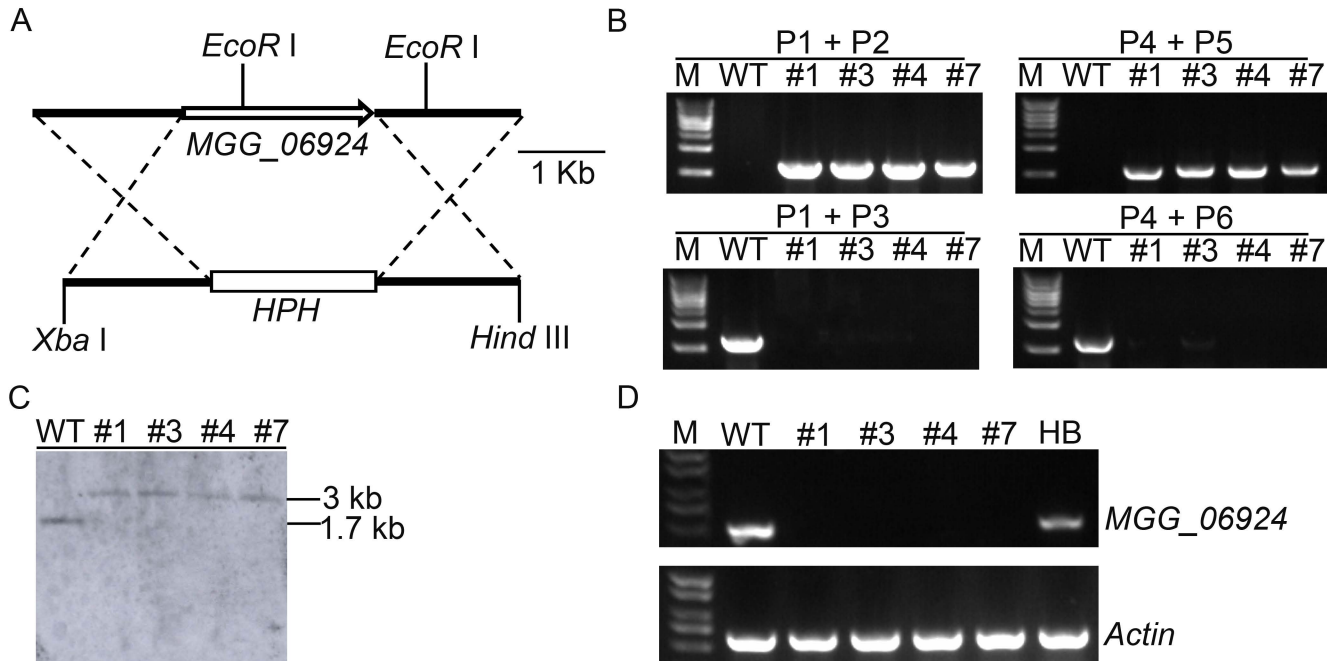 A
EcoR I
EcoR I
MGG_06924
1 Kb
HPH
Xba I
Hind III
B
P1 + P2
M WT #1 #3 #4 #7
P4 + P5
M WT #1 #3 #4 #7
P1 + P3
M WT #1 #3 #4 #7
P4 + P6
M WT #1 #3 #4 #7
C
WT #1 #3 #4 #7
3 kb
1.7 kb
D
M WT #1 #3 #4 #7 HB
MGG_06924
Actin